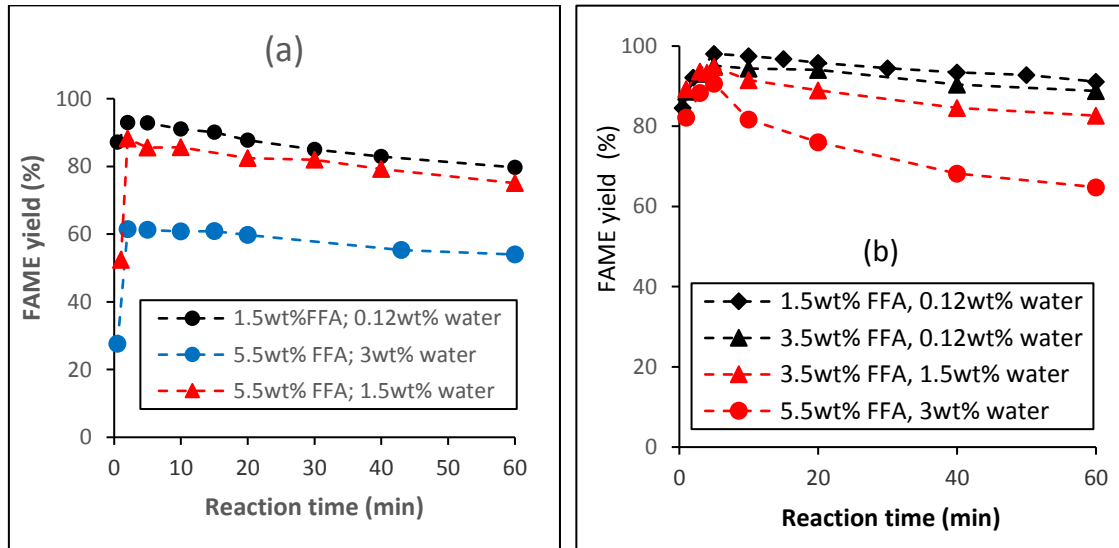 (a)
FAME yield (%)
100
80
60
40
20
0
1.5wt%FFA; 0.12wt% water
5.5wt% FFA; 3wt% water
5.5wt% FFA; 1.5wt% water
0 10 20 30 40 50 60
Reaction time (min)
FAME yield (%)
100
80
60
40
20
0
(b)
1.5wt% FFA, 0.12wt% water
3.5wt% FFA, 0.12wt% water
3.5wt% FFA, 1.5wt% water
5.5wt% FFA, 3wt% water
0 20 40 60
Reaction time (min)